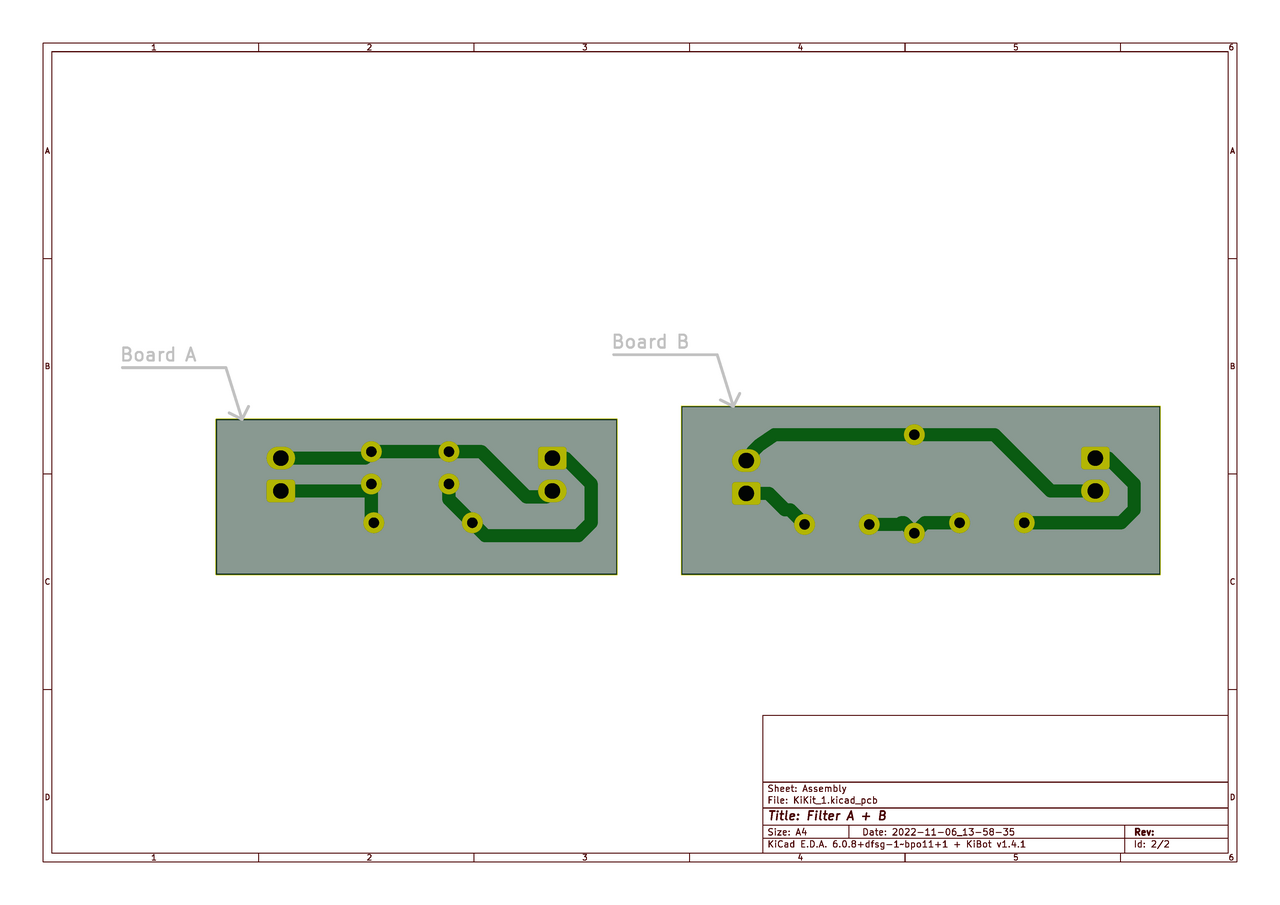 1 2 3 4 5 6
A A
Board B
Board A
B B
C C
D D
Sheet: Assembly
File: KiKit_1.kicad_pcb
Title: Filter A + B
Size: A4 Date: 2022-11-06_13-58-35 Rev:
KiCad E.D.A. 6.0.8+dfsg-1~bpo11+1 + KiBot v1.4.1 Id: 2/2
1 2 3 4 5 6